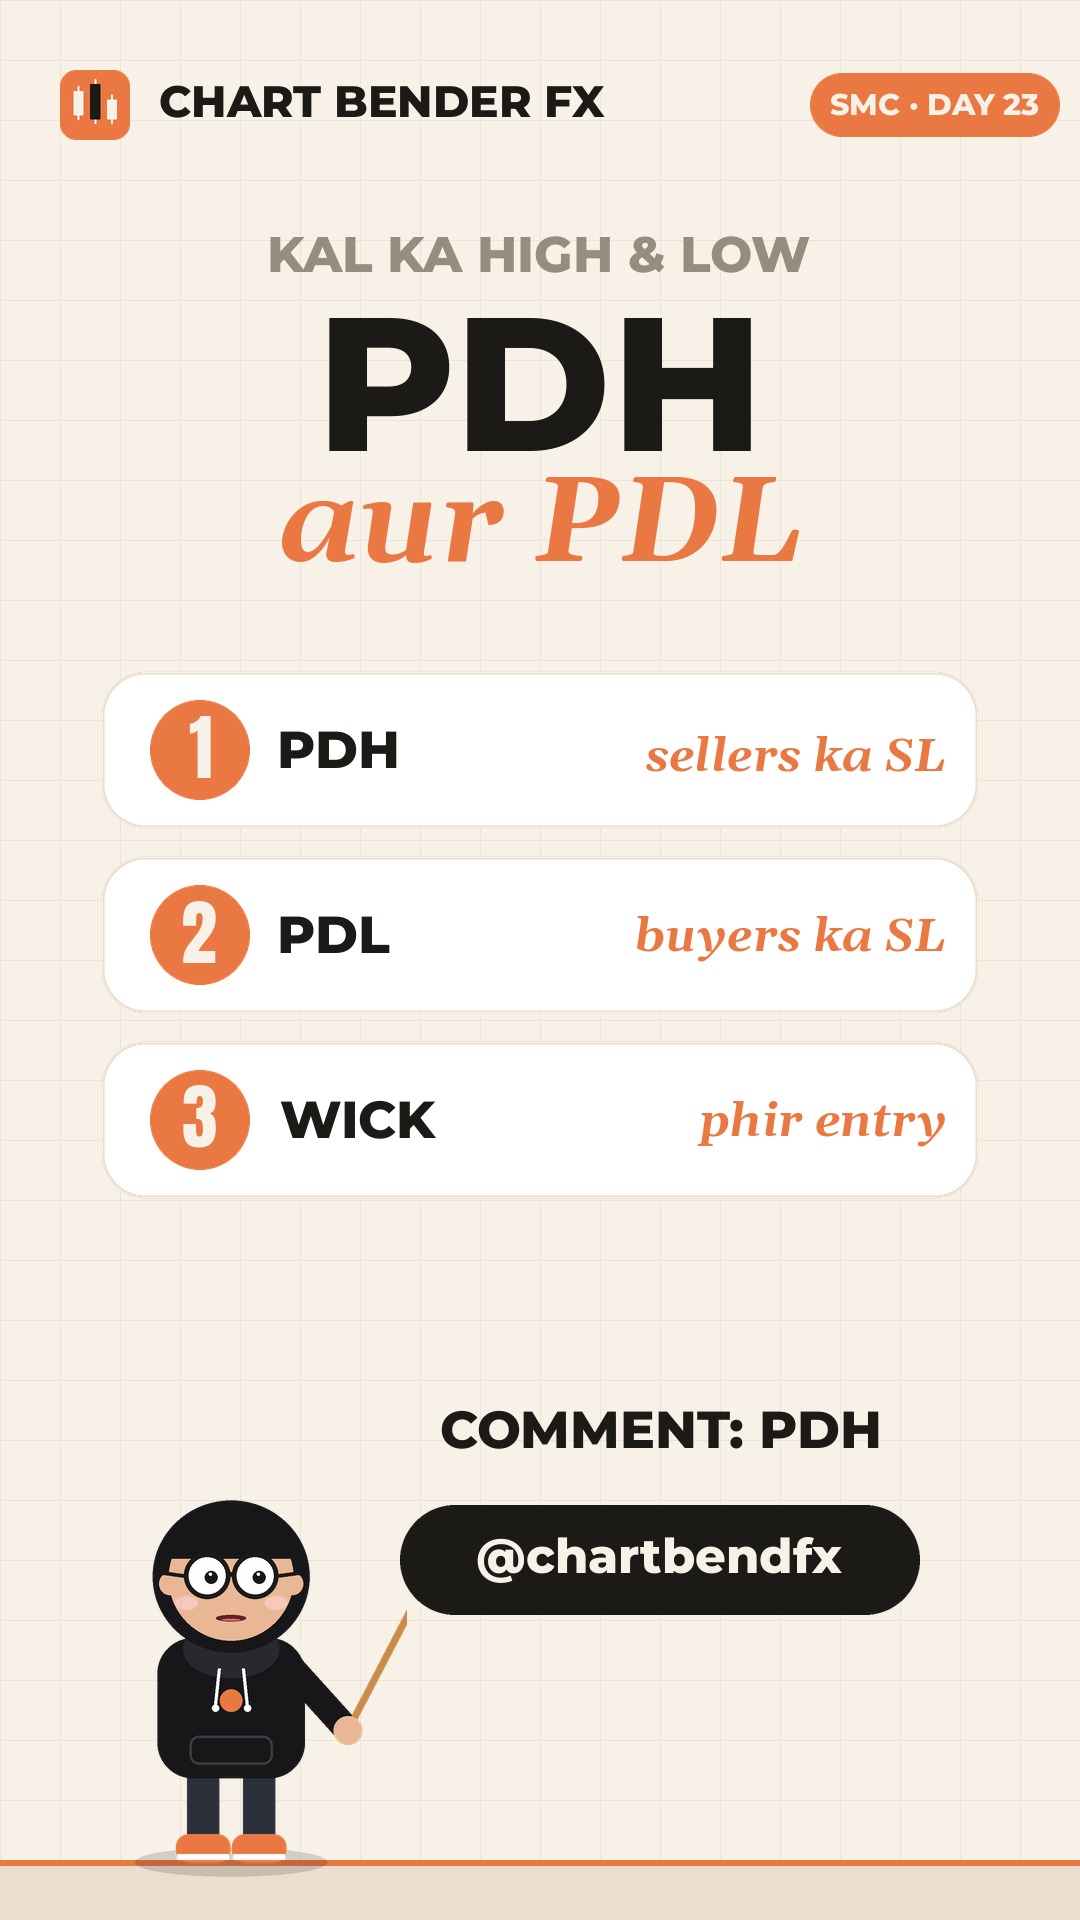 CHART BENDER FX
SMC • DAY 23
KAL KA HIGH & LOW
PDH
aur PDL
1 PDH sellers ka SL
2 PDL buyers ka SL
3 WICK phir entry
COMMENT: PDH
@chartbendfx